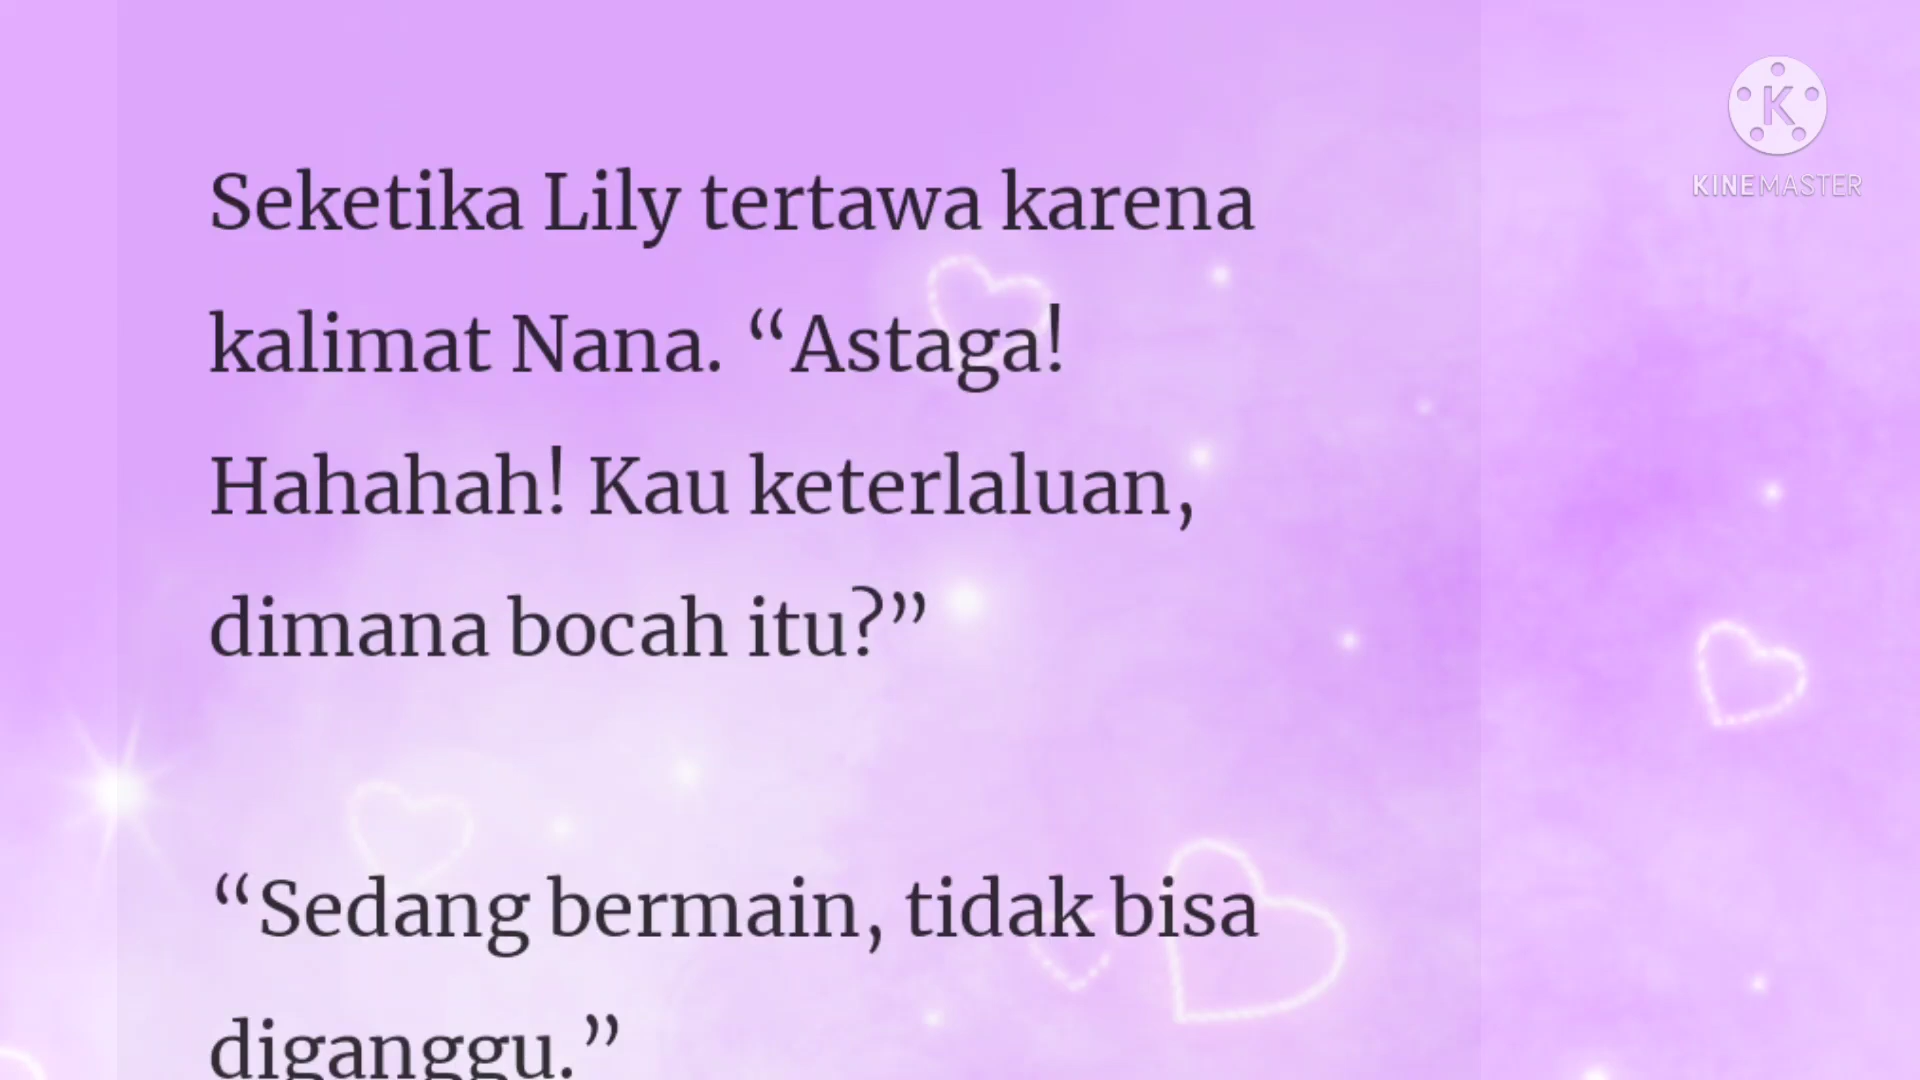 K
KINEMASTER
Seketika Lily tertawa karena
kalimat Nana. “Astaga!
Hahahah! Kau keterlaluan,
dimana bocah itu?”
“Sedang bermain, tidak bisa
diganggu.”